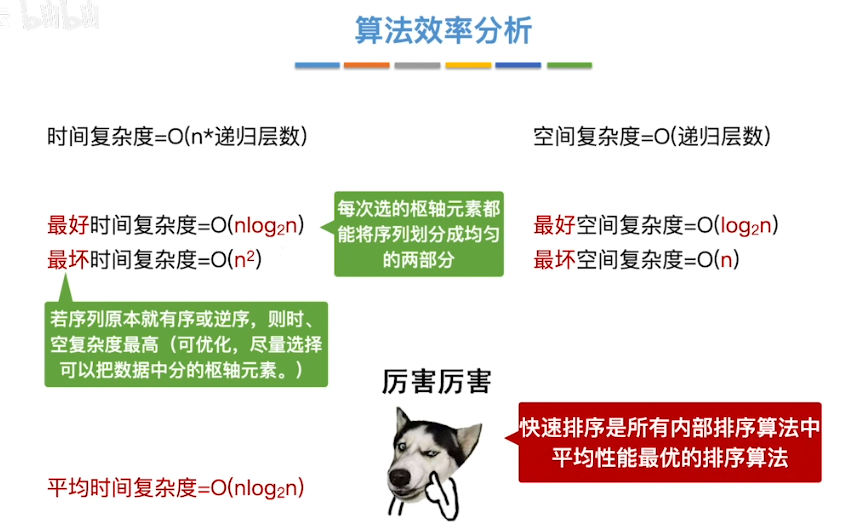 bilibili
算法效率分析
时间复杂度=O(n*递归层数)
空间复杂度=O(递归层数)
最好时间复杂度=O(nlog₂n)
最坏时间复杂度=O(n²)
每次选的枢轴元素都
能将序列划分成均匀
的两部分
最好空间复杂度=O(log₂n)
最坏空间复杂度=O(n)
若序列原本就有序或逆序，则时、
空复杂度最高（可优化，尽量选择
可以把数据中分的枢轴元素。）
厉害厉害
快速排序是所有内部排序算法中
平均性能最优的排序算法
平均时间复杂度=O(nlog₂n)